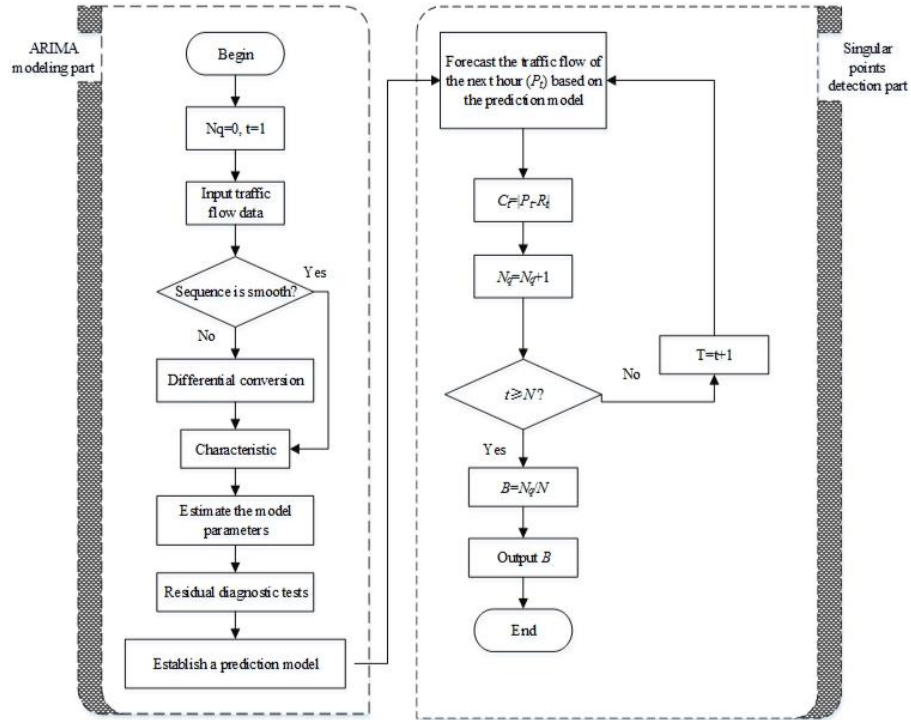 ARIMA
modeling part
Begin
Nq=0, t=1
Input traffic
flow data
Sequence is smooth?
Yes
No
Differential conversion
Characteristic
Estimate the model
parameters
Residual diagnostic tests
Establish a prediction model
Forecast the traffic flow of
the next hour (Pt) based on
the prediction model
Ct=|Pt-Rt|
Nq=Nq+1
t≥N?
No
T=t+1
Yes
B=Nq/N
Output B
End
Singular
points
detection part